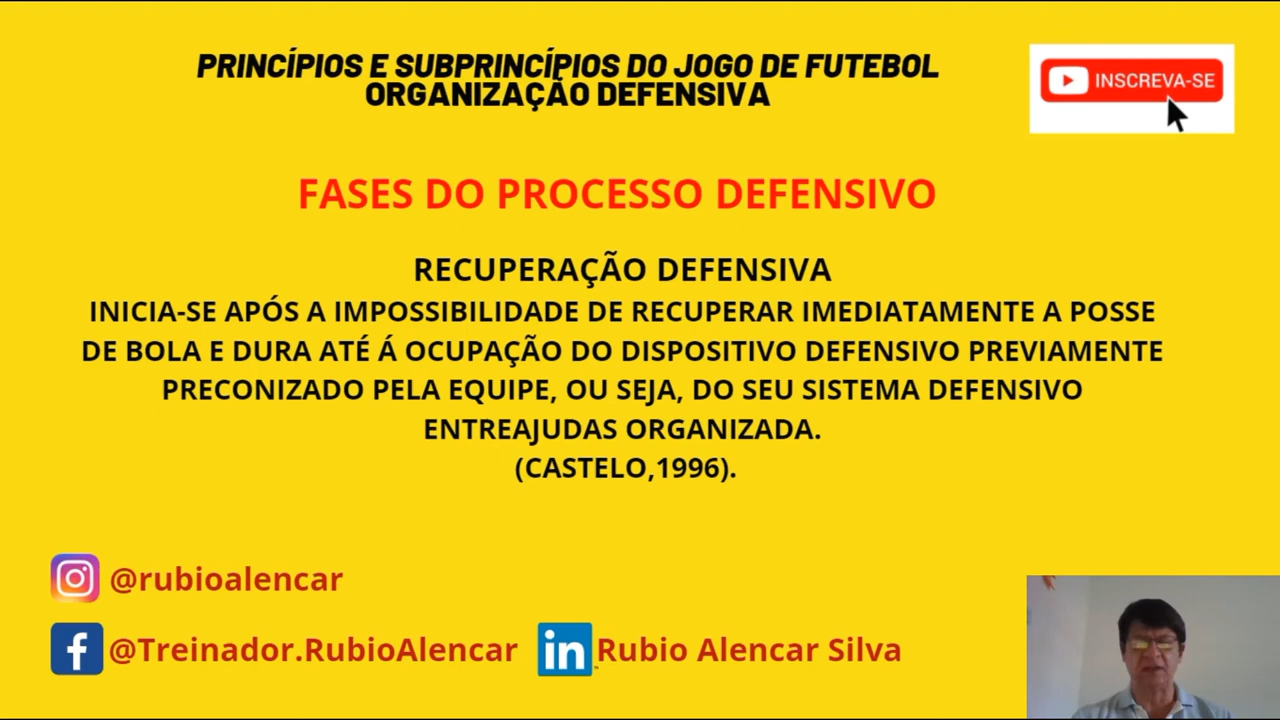 PRINCÍPIOS E SUBPRINCÍPIOS DO JOGO DE FUTEBOL
ORGANIZAÇÃO DEFENSIVA
INSCREVA-SE
FASES DO PROCESSO DEFENSIVO
RECUPERAÇÃO DEFENSIVA
INICIA-SE APÓS A IMPOSSIBILIDADE DE RECUPERAR IMEDIATAMENTE A POSSE
DE BOLA E DURA ATÉ Á OCUPAÇÃO DO DISPOSITIVO DEFENSIVO PREVIAMENTE
PRECONIZADO PELA EQUIPE, OU SEJA, DO SEU SISTEMA DEFENSIVO
ENTREAJUDAS ORGANIZADA.
(CASTELO,1996).
@rubioalencar
@Treinador.RubioAlencar
in Rubio Alencar Silva